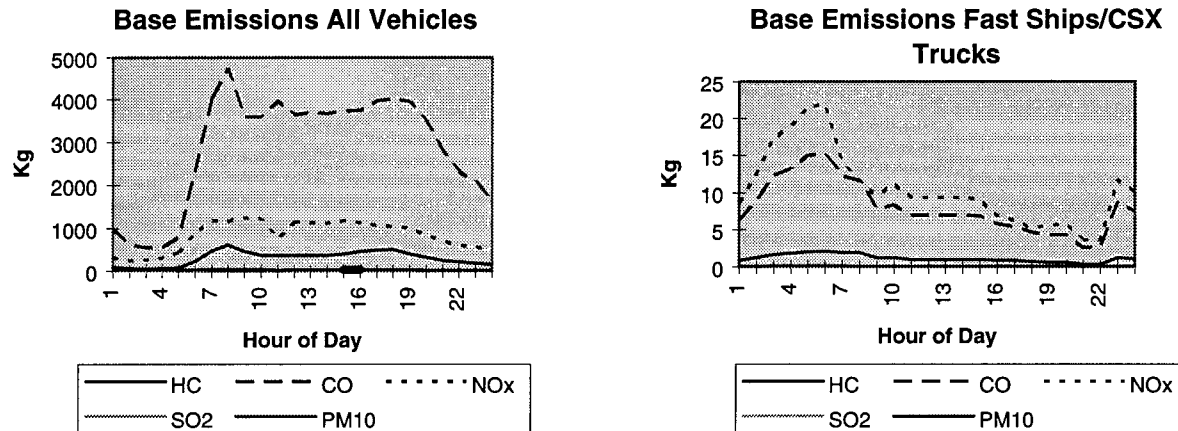 Base Emissions All Vehicles
Kg
5000
4000
3000
2000
1000
0
1
4
7
10
13
16
19
22
Hour of Day
HC CO NOx
SO2 PM10
Base Emissions Fast Ships/CSX
Trucks
Kg
25
20
15
10
5
0
1
4
7
10
13
16
19
22
Hour of Day
HC CO NOx
SO2 PM10